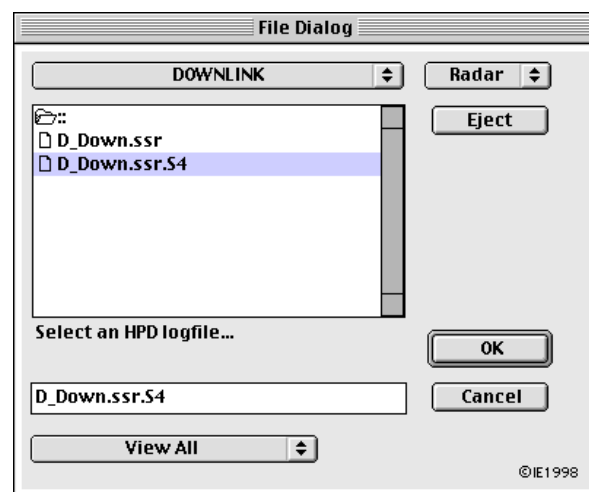 File Dialog
DOWNLINK
Radar
::
D_Down.ssr
D_Down.ssr.S4
Eject
Select an HPD logfile...
OK
D_Down.ssr.S4
Cancel
View All
©IE1998